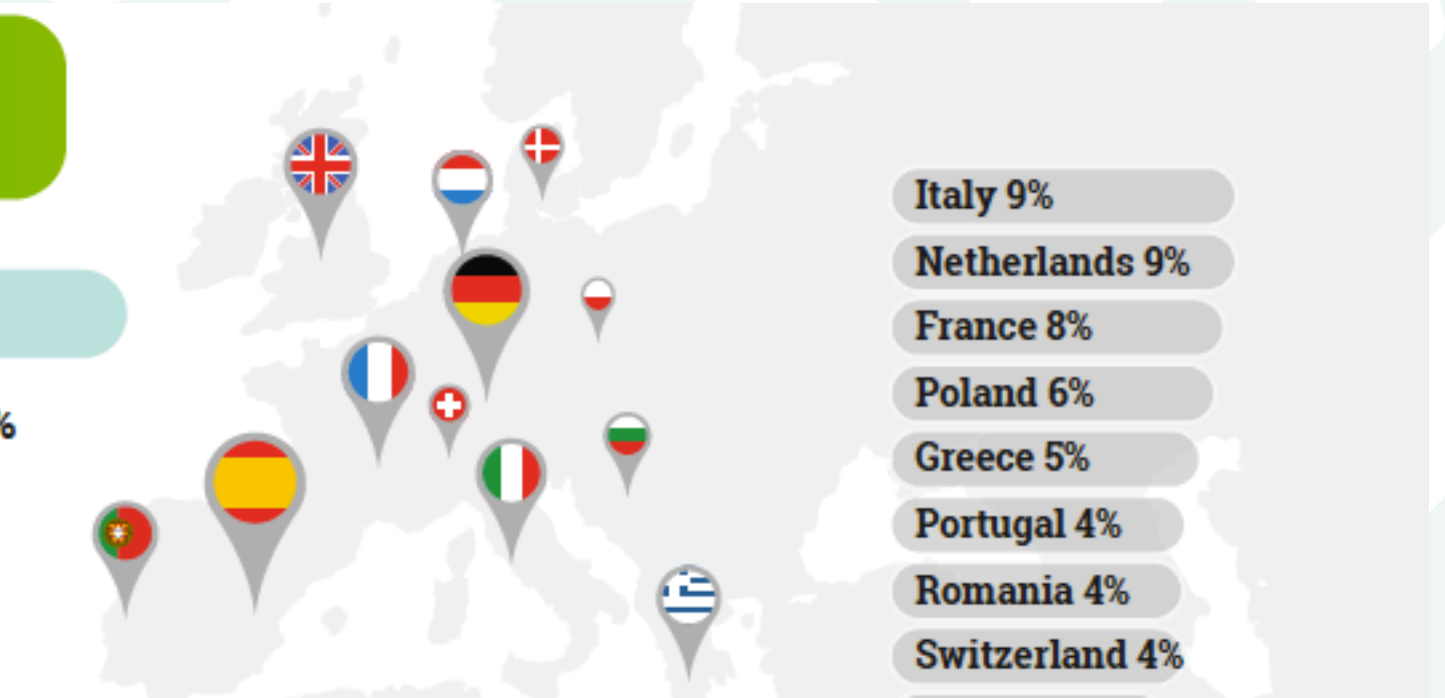 %
Italy 9%
Netherlands 9%
France 8%
Poland 6%
Greece 5%
Portugal 4%
Romania 4%
Switzerland 4%